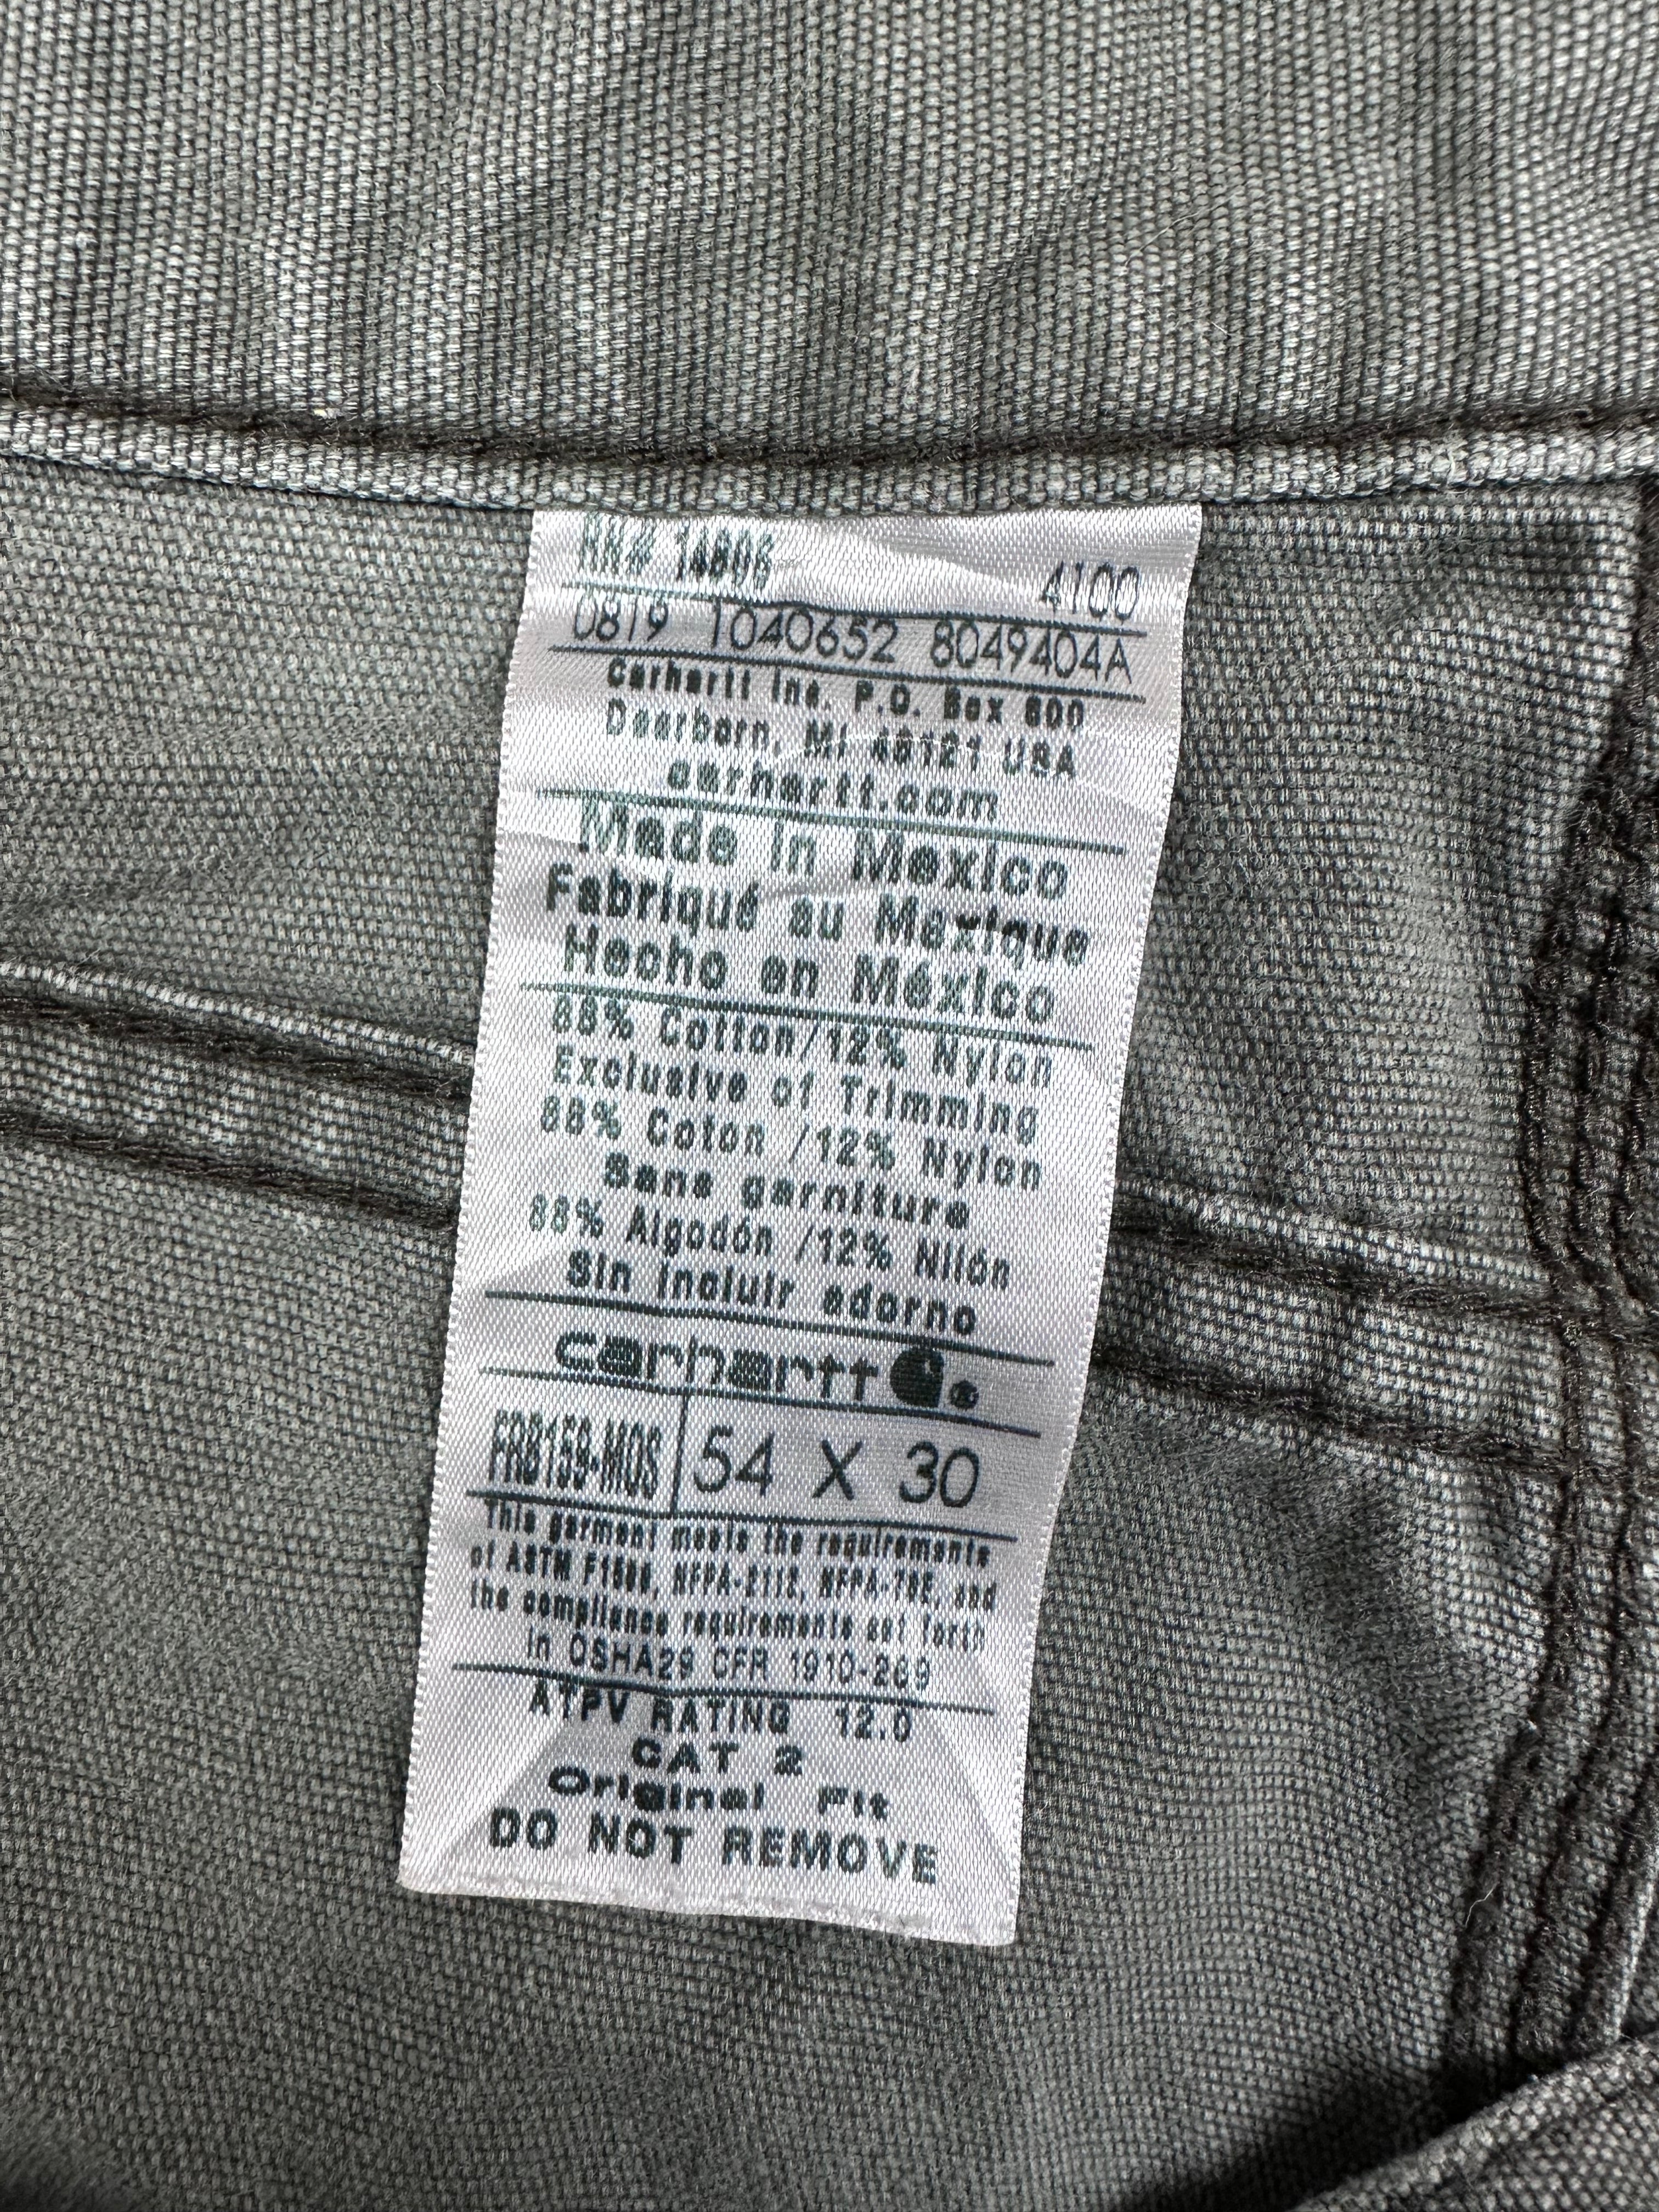 RN# 14806 4100
0819 1040652 8049404A
Carhartt Inc. P.O. Box 600
Dearborn, MI 48121 USA
carhartt.com
Made in Mexico
Fabriqué au Mexique
Hecho en México
88% Cotton/12% Nylon
Exclusive of Trimming
88% Coton /12% Nylon
Sans garniture
88% Algodón /12% Nilón
Sin incluir adorno
carhartt ®
FRB159-MOS 54 X 30
This garment meets the requirements
of ASTM F1506, NFPA-2112, NFPA-70E, and
the compliance requirements set forth
in OSHA29 CFR 1910-269
ATPV RATING 12.0
CAT 2
Original Fit
DO NOT REMOVE